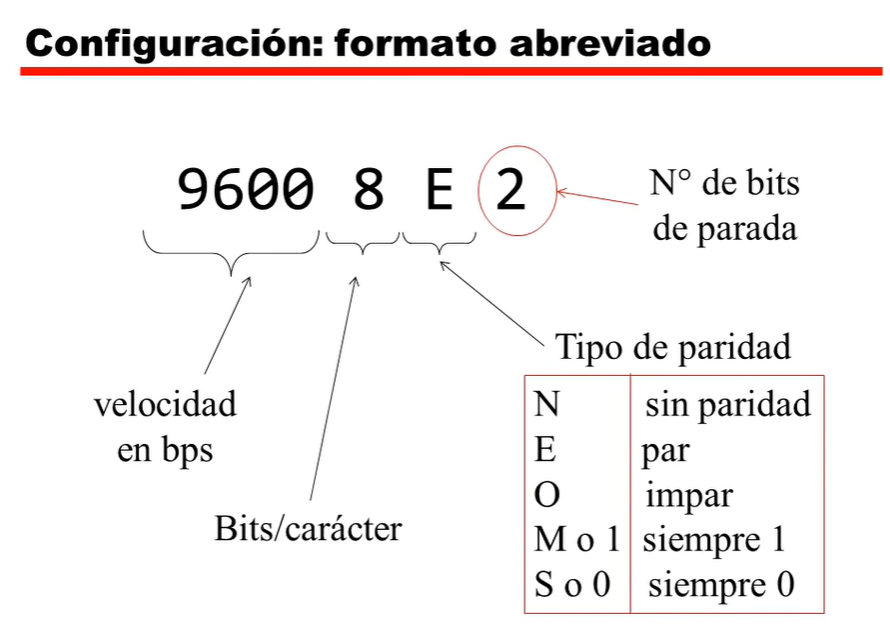 Configuración: formato abreviado
9600 8 E 2
N° de bits
de parada
Tipo de paridad
velocidad
en bps
Bits/carácter
N sin paridad
E par
O impar
M o 1 siempre 1
S o 0 siempre 0